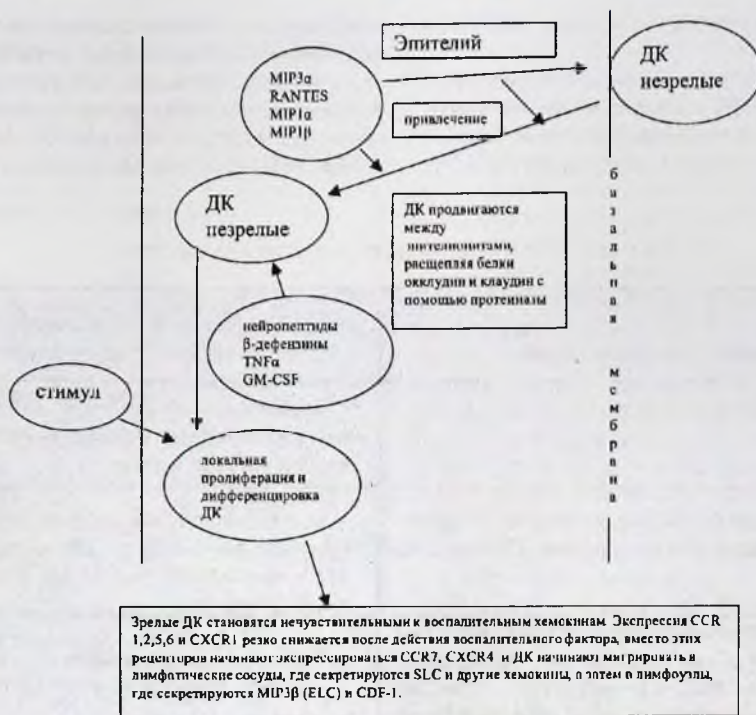 Эпителий
ДК
незрелые
MIP3α
RANTES
MIP1α
MIP1β
привлечение
ДК
незрелые
ДК продвигаются
между
эпителиоцитами,
расщепляя белки
окклудин и клаудин с
помощью протеиназы
базальная мембрана
нейропептиды
β-дефензины
TNFα
GM-CSF
стимул
локальная
пролиферация и
дифференцировка
ДК
Зрелые ДК становятся нечувствительными к воспалительным хемокинам. Экспрессия CCR
1,2,5,6 и CXCR1 резко снижается после действия воспалительного фактора, вместо этих
рецепторов начинают экспрессироваться CCR7, CXCR4 и ДК начинают мигрировать в
лимфатические сосуды, где секретируются SLC и другие хемокины, а затем в лимфоузлы,
где секретируются MIP3β (ELC) и CDF-1.